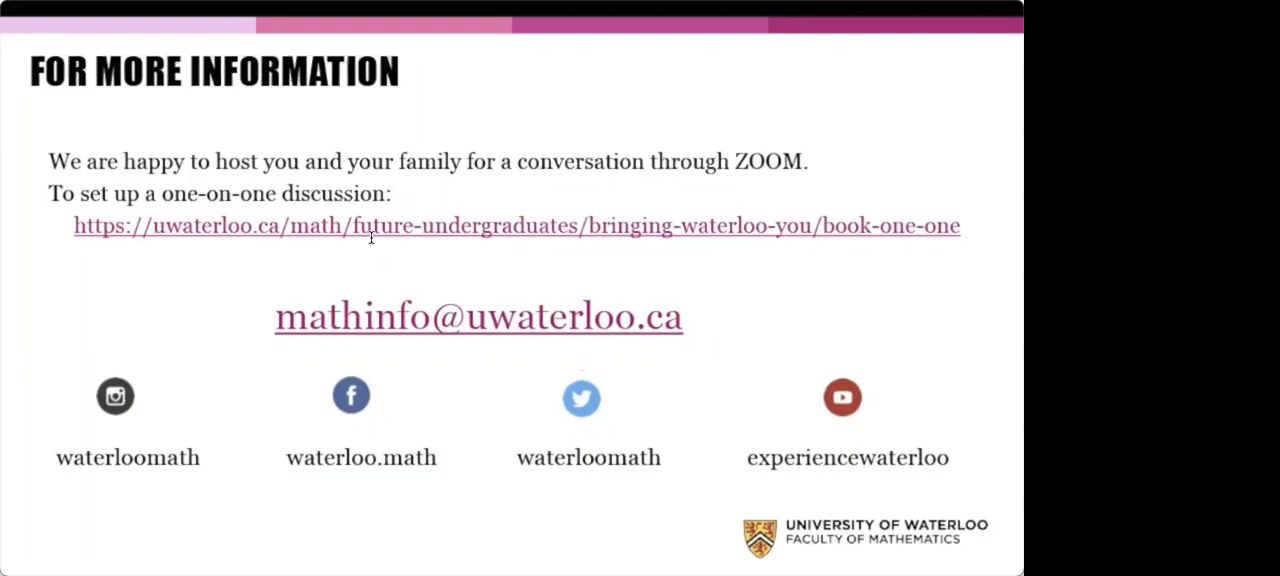 FOR MORE INFORMATION
We are happy to host you and your family for a conversation through ZOOM.
To set up a one-on-one discussion:
https://uwaterloo.ca/math/future-undergraduates/bringing-waterloo-you/book-one-one
mathinfo@uwaterloo.ca
waterloomath
waterloo.math
waterloomath
experiencewaterloo
UNIVERSITY OF WATERLOO
FACULTY OF MATHEMATICS